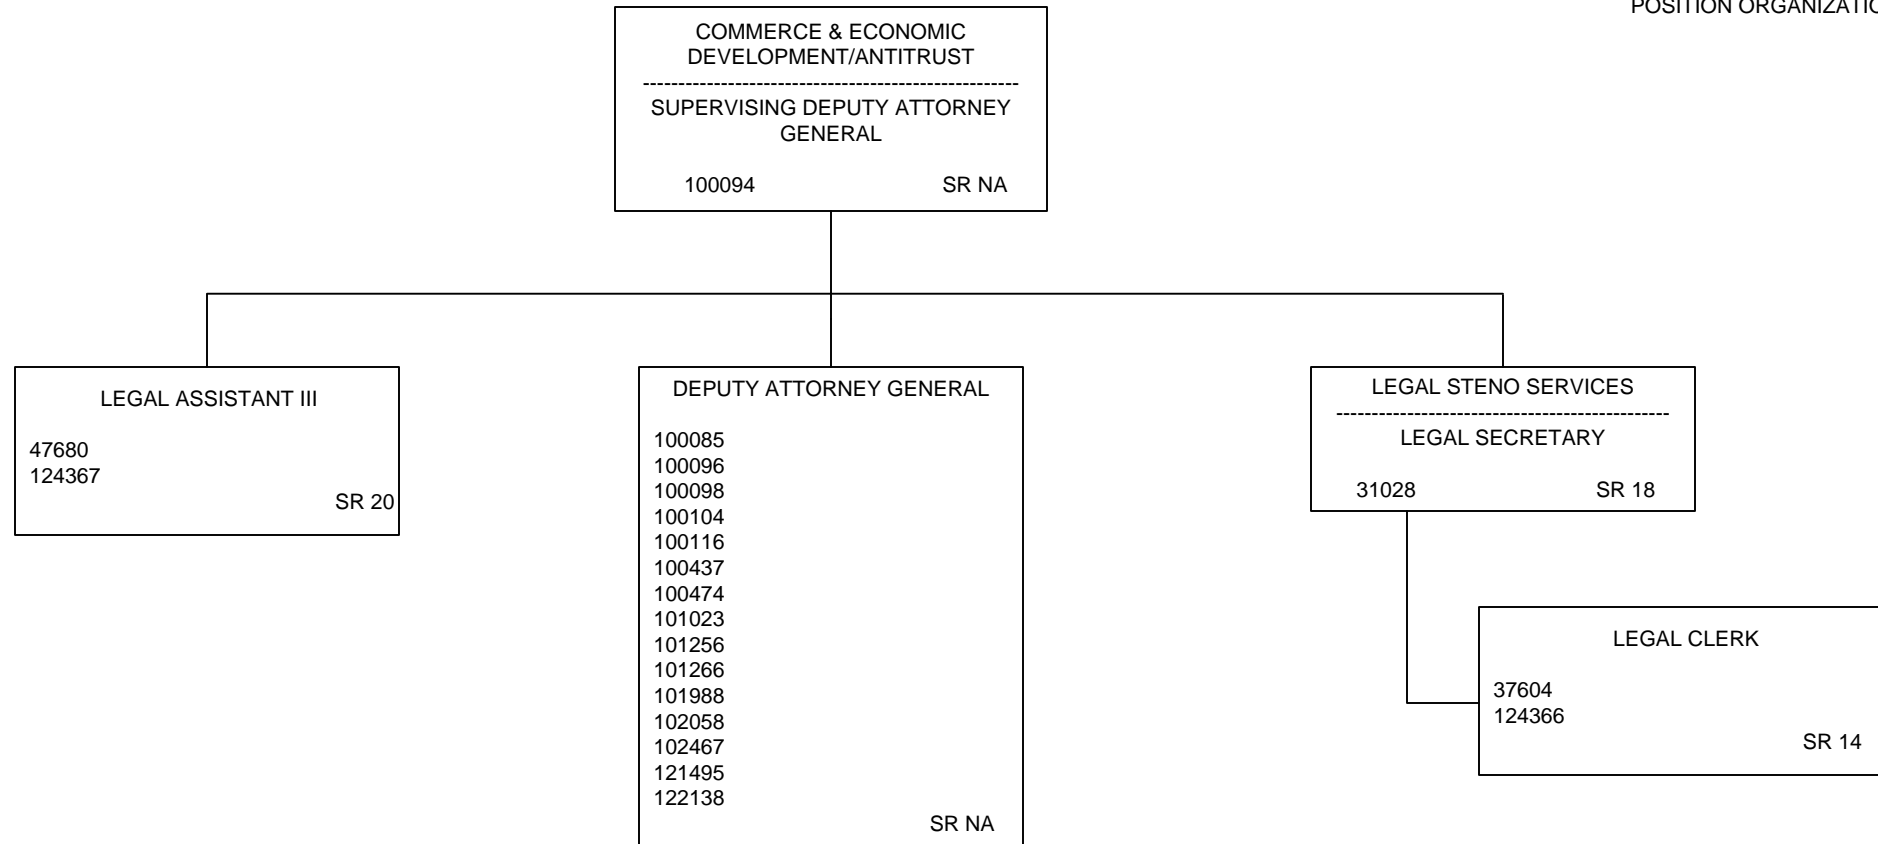 POSITION ORGANIZATIO
COMMERCE & ECONOMIC
DEVELOPMENT/ANTITRUST
-----------------------------------------------------
SUPERVISING DEPUTY ATTORNEY
GENERAL
100094 SR NA
LEGAL ASSISTANT III
47680
124367
SR 20
DEPUTY ATTORNEY GENERAL
100085
100096
100098
100104
100116
100437
100474
101023
101256
101266
101988
102058
102467
121495
122138
SR NA
LEGAL STENO SERVICES
-----------------------------------------------
LEGAL SECRETARY
31028 SR 18
LEGAL CLERK
37604
124366
SR 14